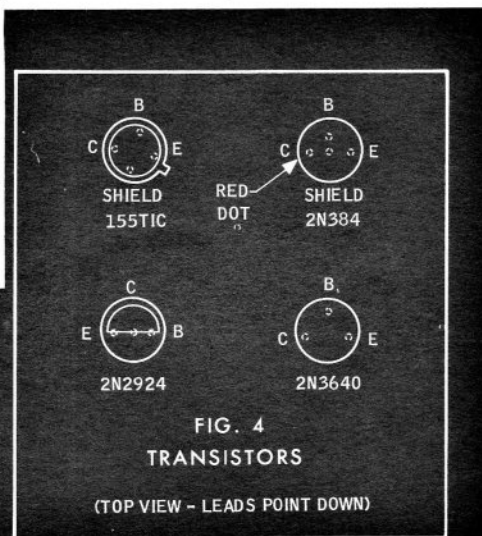 B
C E
SHIELD
155TIC
B
C E
RED DOT
SHIELD
2N384
C
E B
2N2924
B
C E
2N3640
FIG. 4
TRANSISTORS
(TOP VIEW - LEADS POINT DOWN)